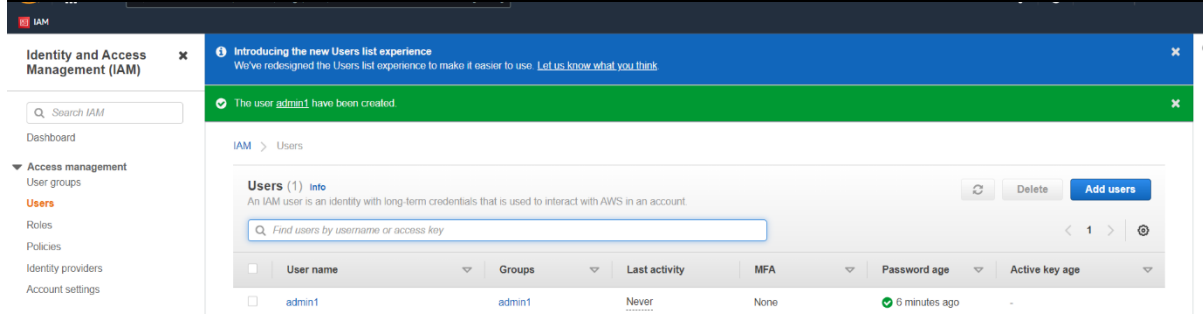 IAM
Identity and Access
Management (IAM)
Search IAM
Dashboard
Access management
User groups
Users
Roles
Policies
Identity providers
Account settings
Introducing the new Users list experience
We've redesigned the Users list experience to make it easier to use. Let us know what you think.
The user admin1 have been created.
IAM > Users
Users (1) Info
An IAM user is an identity with long-term credentials that is used to interact with AWS in an account.
Delete
Add users
Find users by username or access key
< 1 >
User name Groups Last activity MFA Password age Active key age
admin1 admin1 Never None 6 minutes ago -